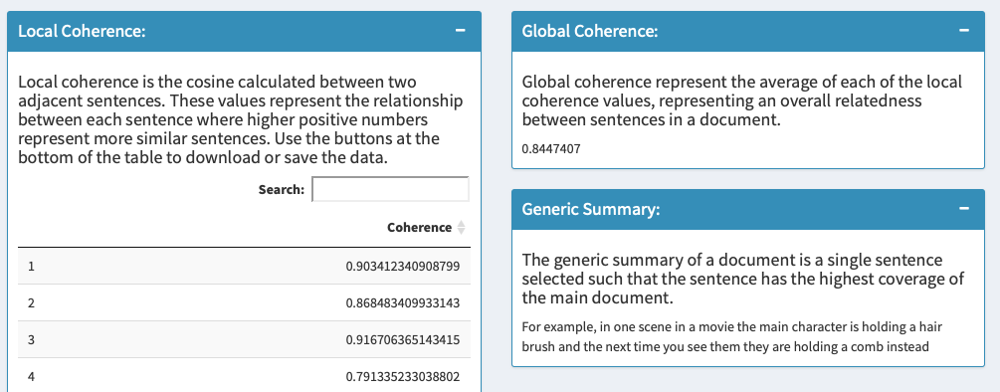 Local Coherence:
Local coherence is the cosine calculated between two
adjacent sentences. These values represent the relationship
between each sentence where higher positive numbers
represent more similar sentences. Use the buttons at the
bottom of the table to download or save the data.
Search:
Coherence
1 0.903412340908799
2 0.868483409933143
3 0.916706365143415
4 0.791335233038802
Global Coherence:
Global coherence represent the average of each of the local
coherence values, representing an overall relatedness
between sentences in a document.
0.8447407
Generic Summary:
The generic summary of a document is a single sentence
selected such that the sentence has the highest coverage of
the main document.
For example, in one scene in a movie the main character is holding a hair
brush and the next time you see them they are holding a comb instead